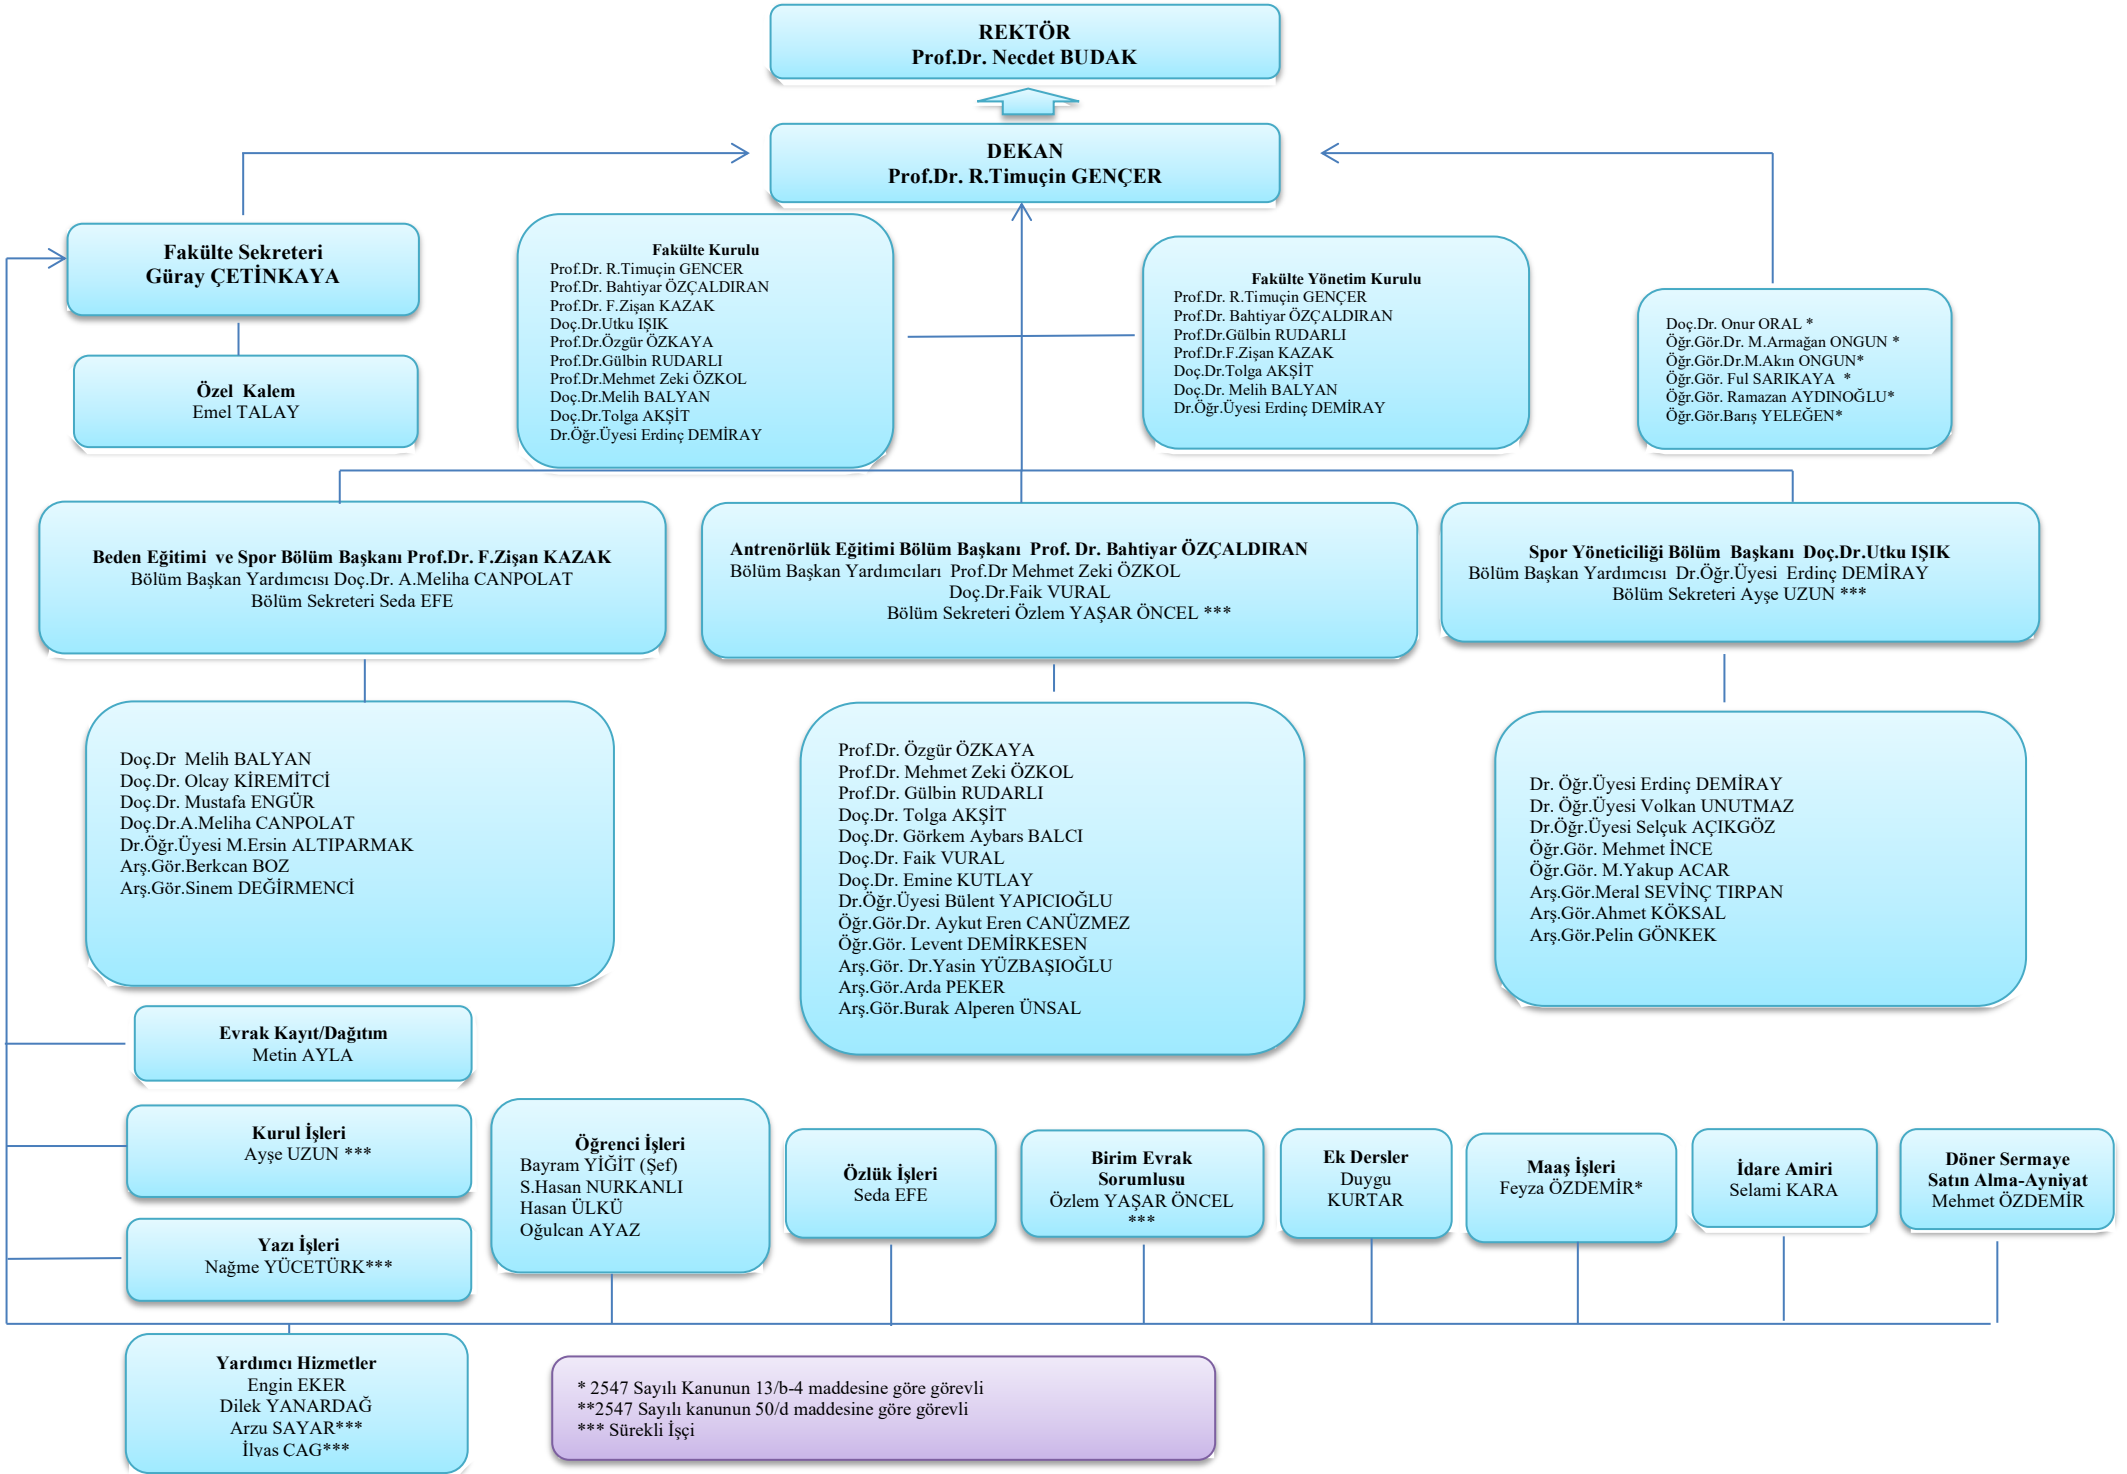 REKTÖR
Prof.Dr. Necdet BUDAK
DEKAN
Prof.Dr. R.Timuçin GENÇER
Fakülte Sekreteri
Güray ÇETİNKAYA
Özel Kalem
Emel TALAY
Fakülte Kurulu
Prof.Dr. R.Timuçin GENCER
Prof.Dr. Bahtiyar ÖZÇALDIRAN
Prof.Dr. F.Zişan KAZAK
Doç.Dr.Utku IŞIK
Prof.Dr.Özgür ÖZKAYA
Prof.Dr.Gülbin RUDARLI
Prof.Dr.Mehmet Zeki ÖZKOL
Doç.Dr.Melih BALYAN
Doç.Dr.Tolga AKŞİT
Dr.Öğr.Üyesi Erdinç DEMİRAY
Fakülte Yönetim Kurulu
Prof.Dr. R.Timuçin GENÇER
Prof.Dr. Bahtiyar ÖZÇALDIRAN
Prof.Dr.Gülbin RUDARLI
Prof.Dr.F.Zişan KAZAK
Doç.Dr.Tolga AKŞİT
Doç.Dr. Melih BALYAN
Dr.Öğr.Üyesi Erdinç DEMİRAY
Doç.Dr. Onur ORAL *
Öğr.Gör.Dr. M.Armağan ONGUN *
Öğr.Gör.Dr.M.Akın ONGUN*
Öğr.Gör. Ful SARIKAYA *
Öğr.Gör. Ramazan AYDINOĞLU*
Öğr.Gör.Barış YELEĞEN*
Beden Eğitimi ve Spor Bölüm Başkanı Prof.Dr. F.Zişan KAZAK
Bölüm Başkan Yardımcısı Doç.Dr. A.Meliha CANPOLAT
Bölüm Sekreteri Seda EFE
Antrenörlük Eğitimi Bölüm Başkanı Prof. Dr. Bahtiyar ÖZÇALDIRAN
Bölüm Başkan Yardımcıları Prof.Dr Mehmet Zeki ÖZKOL
Doç.Dr.Faik VURAL
Bölüm Sekreteri Özlem YAŞAR ÖNCEL ***
Spor Yöneticiliği Bölüm Başkanı Doç.Dr.Utku IŞIK
Bölüm Başkan Yardımcısı Dr.Öğr.Üyesi Erdinç DEMİRAY
Bölüm Sekreteri Ayşe UZUN ***
Doç.Dr Melih BALYAN
Doç.Dr. Olcay KİREMİTCİ
Doç.Dr. Mustafa ENGÜR
Doç.Dr.A.Meliha CANPOLAT
Dr.Öğr.Üyesi M.Ersin ALTIPARMAK
Arş.Gör.Berkcan BOZ
Arş.Gör.Sinem DEĞİRMENCİ
Prof.Dr. Özgür ÖZKAYA
Prof.Dr. Mehmet Zeki ÖZKOL
Prof.Dr. Gülbin RUDARLI
Doç.Dr. Tolga AKŞİT
Doç.Dr. Görkem Aybars BALCI
Doç.Dr. Faik VURAL
Doç.Dr. Emine KUTLAY
Dr.Öğr.Üyesi Bülent YAPICIOĞLU
Öğr.Gör.Dr. Aykut Eren CANÜZMEZ
Öğr.Gör. Levent DEMİRKESEN
Arş.Gör. Dr.Yasin YÜZBAŞIOĞLU
Arş.Gör.Arda PEKER
Arş.Gör.Burak Alperen ÜNSAL
Dr. Öğr.Üyesi Erdinç DEMİRAY
Dr. Öğr.Üyesi Volkan UNUTMAZ
Dr.Öğr.Üyesi Selçuk AÇIKGÖZ
Öğr.Gör. Mehmet İNCE
Öğr.Gör. M.Yakup ACAR
Arş.Gör.Meral SEVİNÇ TIRPAN
Arş.Gör.Ahmet KÖKSAL
Arş.Gör.Pelin GÖNKEK
Evrak Kayıt/Dağıtım
Metin AYLA
Kurul İşleri
Ayşe UZUN ***
Yazı İşleri
Nağme YÜCETÜRK***
Öğrenci İşleri
Bayram YİĞİT (Şef)
S.Hasan NURKANLI
Hasan ÜLKÜ
Oğulcan AYAZ
Özlük İşleri
Seda EFE
Birim Evrak
Sorumlusu
Özlem YAŞAR ÖNCEL
***
Ek Dersler
Duygu
KURTAR
Maaş İşleri
Feyza ÖZDEMİR*
İdare Amiri
Selami KARA
Döner Sermaye
Satın Alma-Ayniyat
Mehmet ÖZDEMİR
Yardımcı Hizmetler
Engin EKER
Dilek YANARDAĞ
Arzu SAYAR***
İlyas CAG***
* 2547 Sayılı Kanunun 13/b-4 maddesine göre görevli
**2547 Sayılı kanunun 50/d maddesine göre görevli
*** Sürekli İşçi